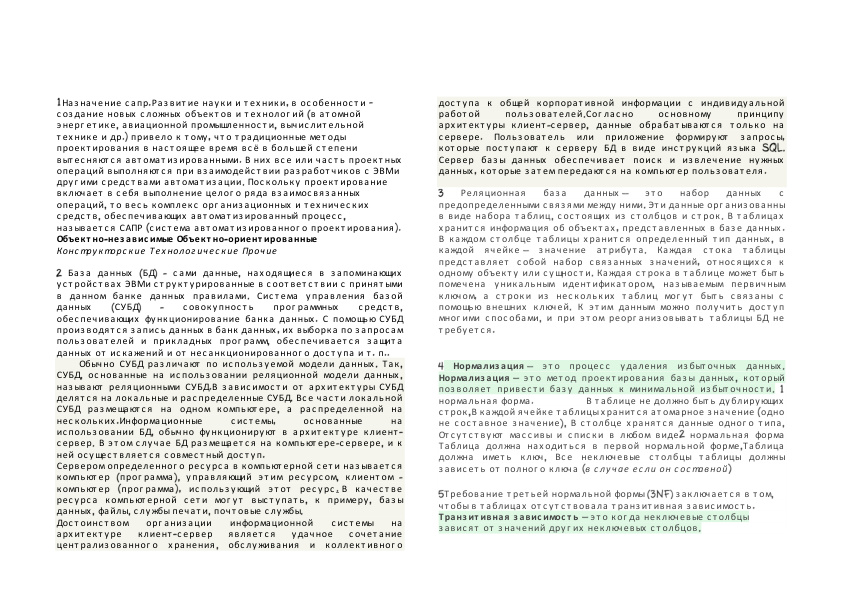 1Назначение сапр.Развитие науки и техники, в особенности –
создание новых сложных объектов и технологий (в атомной
энергетике, авиационной промышленности, вычислительной
технике и др.) привело к тому, что традиционные методы
проектирования в настоящее время всё в большей степени
вытесняются автоматизированными. В них все или часть проектных
операций выполняются при взаимодействии разработчиков с ЭВМи
другими средствами автоматизации. Поскольку проектирование
включает в себя выполнение целого ряда взаимосвязанных
операций, то весь комплекс организационных и технических
средств, обеспечивающих автоматизированный процесс,
называется САПР (система автоматизированного проектирования).
Объектно-независимые Объектно-ориентированные
Конструкторские Технологические Прочие
2 База данных (БД) – сами данные, находящиеся в запоминающих
устройствах ЭВМи структурированные в соответствии с принятыми
в данном банке данных правилами. Система управления базой
данных (СУБД) – совокупность программных средств,
обеспечивающих функционирование банка данных. С помощью СУБД
производятся запись данных в банк данных, их выборка по запросам
пользователей и прикладных программ, обеспечивается защита
данных от искажений и от несанкционированного доступа и т. п..
Обычно СУБД различают по используемой модели данных. Так,
СУБД, основанные на использовании реляционной модели данных,
называют реляционными СУБД.В зависимости от архитектуры СУБД
делятся на локальные и распределенные СУБД. Все части локальной
СУБД размещаются на одном компьютере, а распределенной на
нескольких.Информационные системы, основанные на
использовании БД, обычно функционируют в архитектуре клиент-
сервер. В этом случае БД размещается на компьютере-сервере, и к
ней осуществляется совместный доступ.
Сервером определенного ресурса в компьютерной сети называется
компьютер (программа), управляющий этим ресурсом, клиентом –
компьютер (программа), использующий этот ресурс. В качестве
ресурса компьютерной сети могут выступать, к примеру, базы
данных, файлы, службы печати, почтовые службы.
Достоинством организации информационной системы на
архитектуре клиент-сервер является удачное сочетание
централизованного хранения, обслуживания и коллективного
доступа к общей корпоративной информации с индивидуальной
работой пользователей.Согласно основному принципу
архитектуры клиент-сервер, данные обрабатываются только на
сервере. Пользователь или приложение формируют запросы,
которые поступают к серверу БД в виде инструкций языка SQL.
Сервер базы данных обеспечивает поиск и извлечение нужных
данных, которые затем передаются на компьютер пользователя.
3 Реляционная база данных — это набор данных с
предопределенными связями между ними. Эти данные организованны
в виде набора таблиц, состоящих из столбцов и строк. В таблицах
хранится информация об объектах, представленных в базе данных.
В каждом столбце таблицы хранится определенный тип данных, в
каждой ячейке – значение атрибута. Каждая стока таблицы
представляет собой набор связанных значений, относящихся к
одному объекту или сущности. Каждая строка в таблице может быть
помечена уникальным идентификатором, называемым первичным
ключом, а строки из нескольких таблиц могут быть связаны с
помощью внешних ключей. К этим данным можно получить доступ
многими способами, и при этом реорганизовывать таблицы БД не
требуется.
4 Нормализация — это процесс удаления избыточных данных.
Нормализация — это метод проектирования базы данных, который
позволяет привести базу данных к минимальной избыточности. 1
нормальная форма. В таблице не должно быть дублирующих
строк,В каждой ячейке таблицы хранится атомарное значение (одно
не составное значение), В столбце хранятся данные одного типа,
Отсутствуют массивы и списки в любом виде2 нормальная форма
Таблица должна находиться в первой нормальной форме,Таблица
должна иметь ключ, Все неключевые столбцы таблицы должны
зависеть от полного ключа (в случае если он составной)
5Требование третьей нормальной формы (3NF) заключается в том,
чтобы в таблицах отсутствовала транзитивная зависимость.
Транзитивная зависимость — это когда неключевые столбцы
зависят от значений других неключевых столбцов.